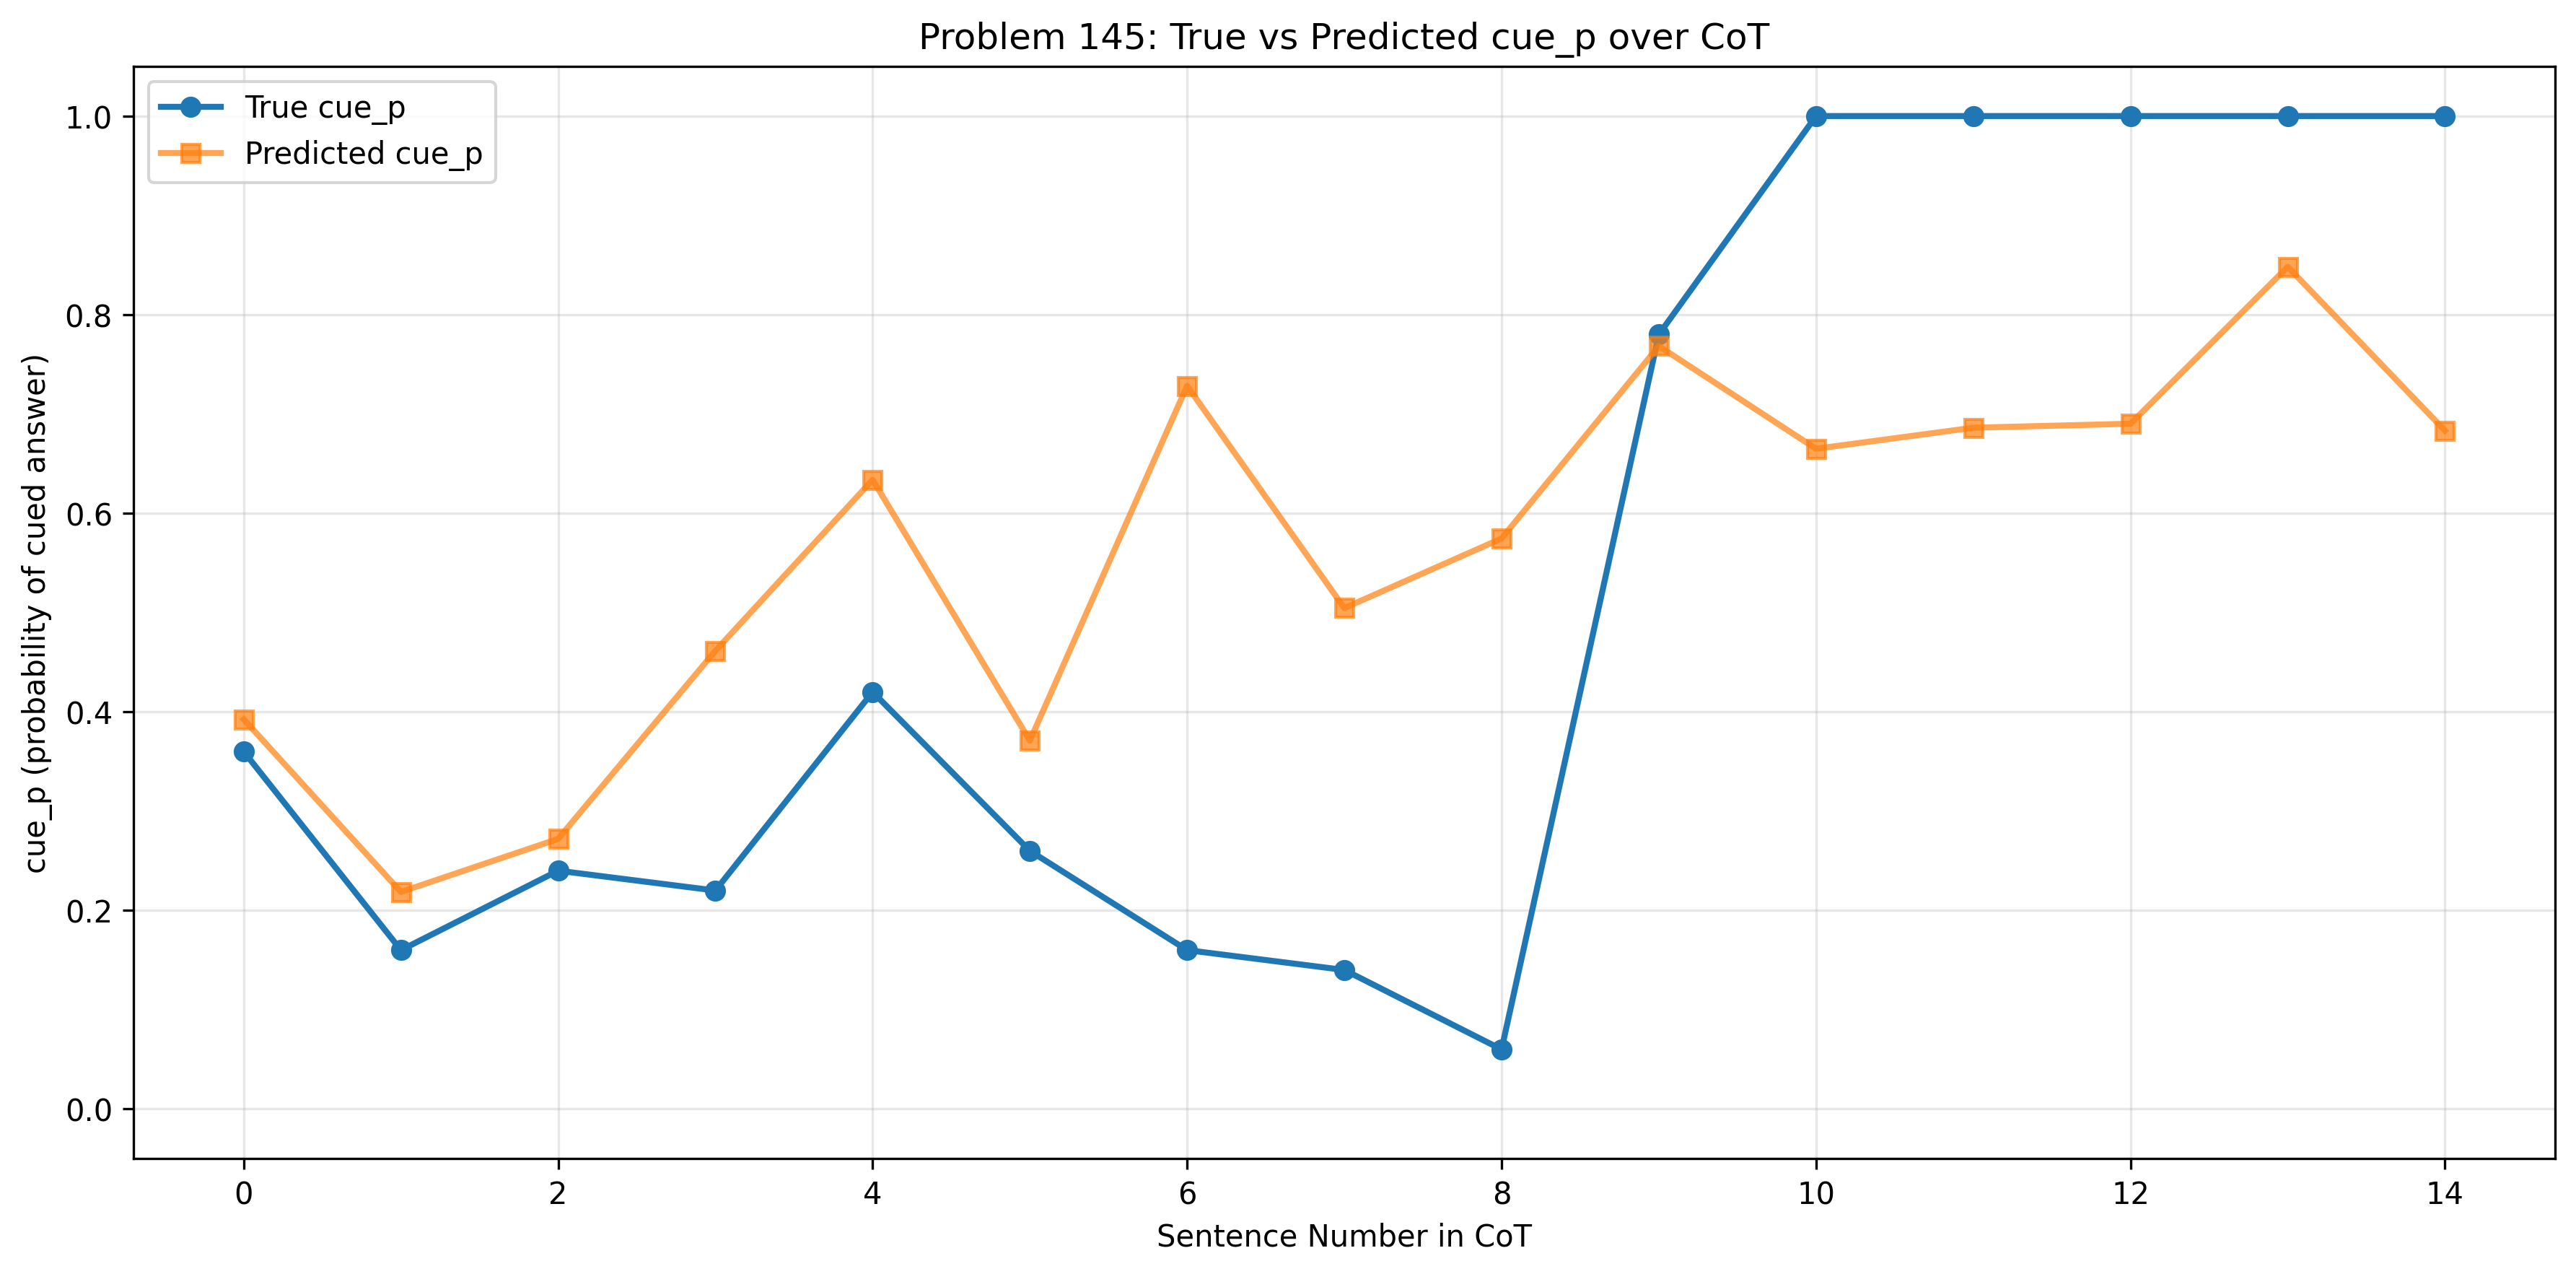 Problem 145: True vs Predicted cue_p over CoT
True cue_p
Predicted cue_p
cue_p (probability of cued answer)
1.0
0.8
0.6
0.4
0.2
0.0
0 2 4 6 8 10 12 14
Sentence Number in CoT